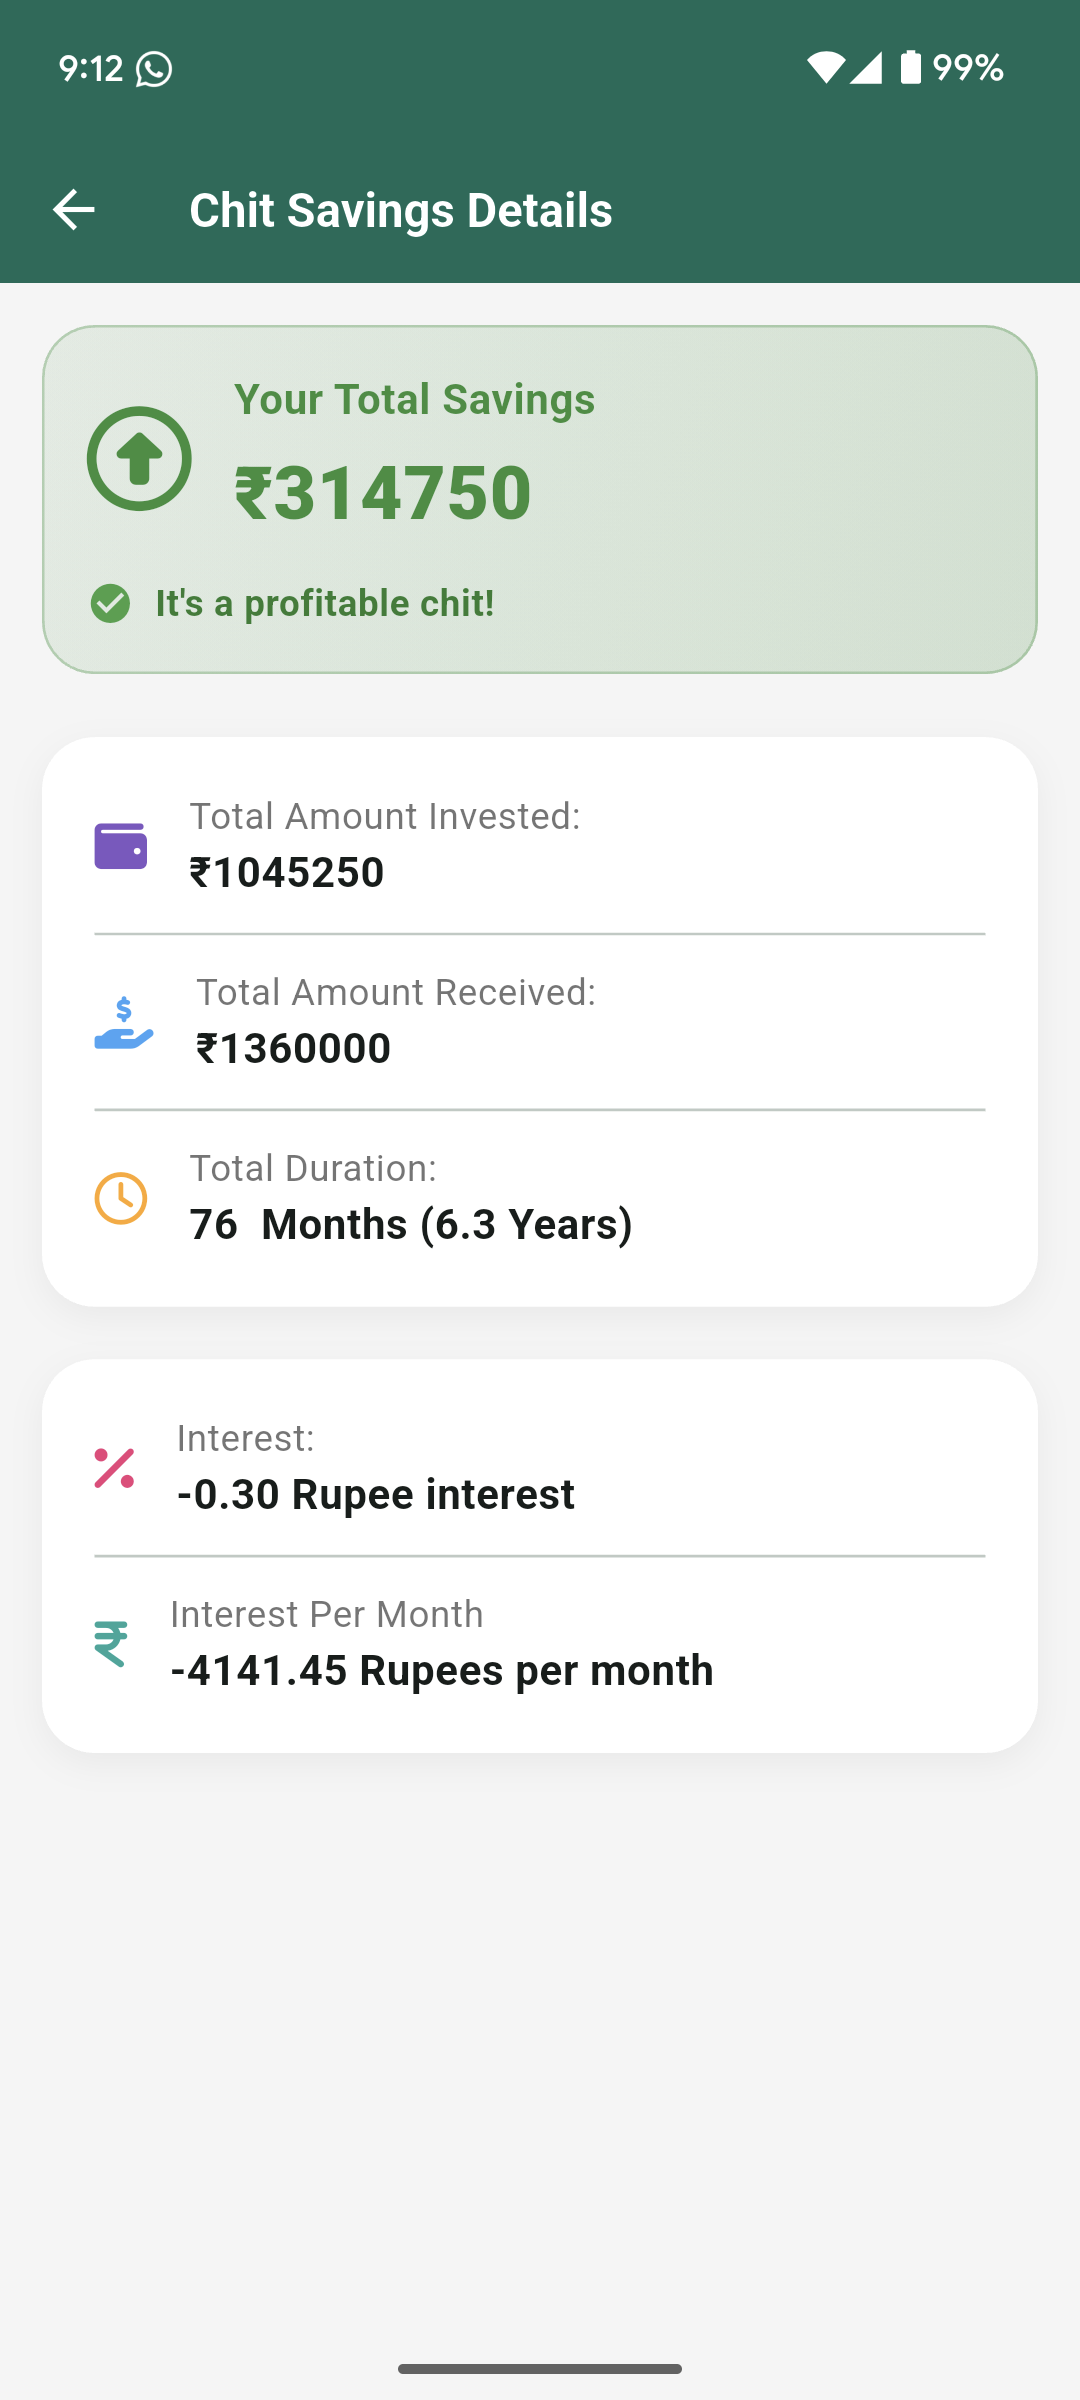 9:12
99%
Chit Savings Details
Your Total Savings
₹314750
It's a profitable chit!
Total Amount Invested:
₹1045250
$
Total Amount Received:
₹1360000
Total Duration:
76  Months (6.3 Years)
Interest:
-0.30 Rupee interest
₹
Interest Per Month
-4141.45 Rupees per month